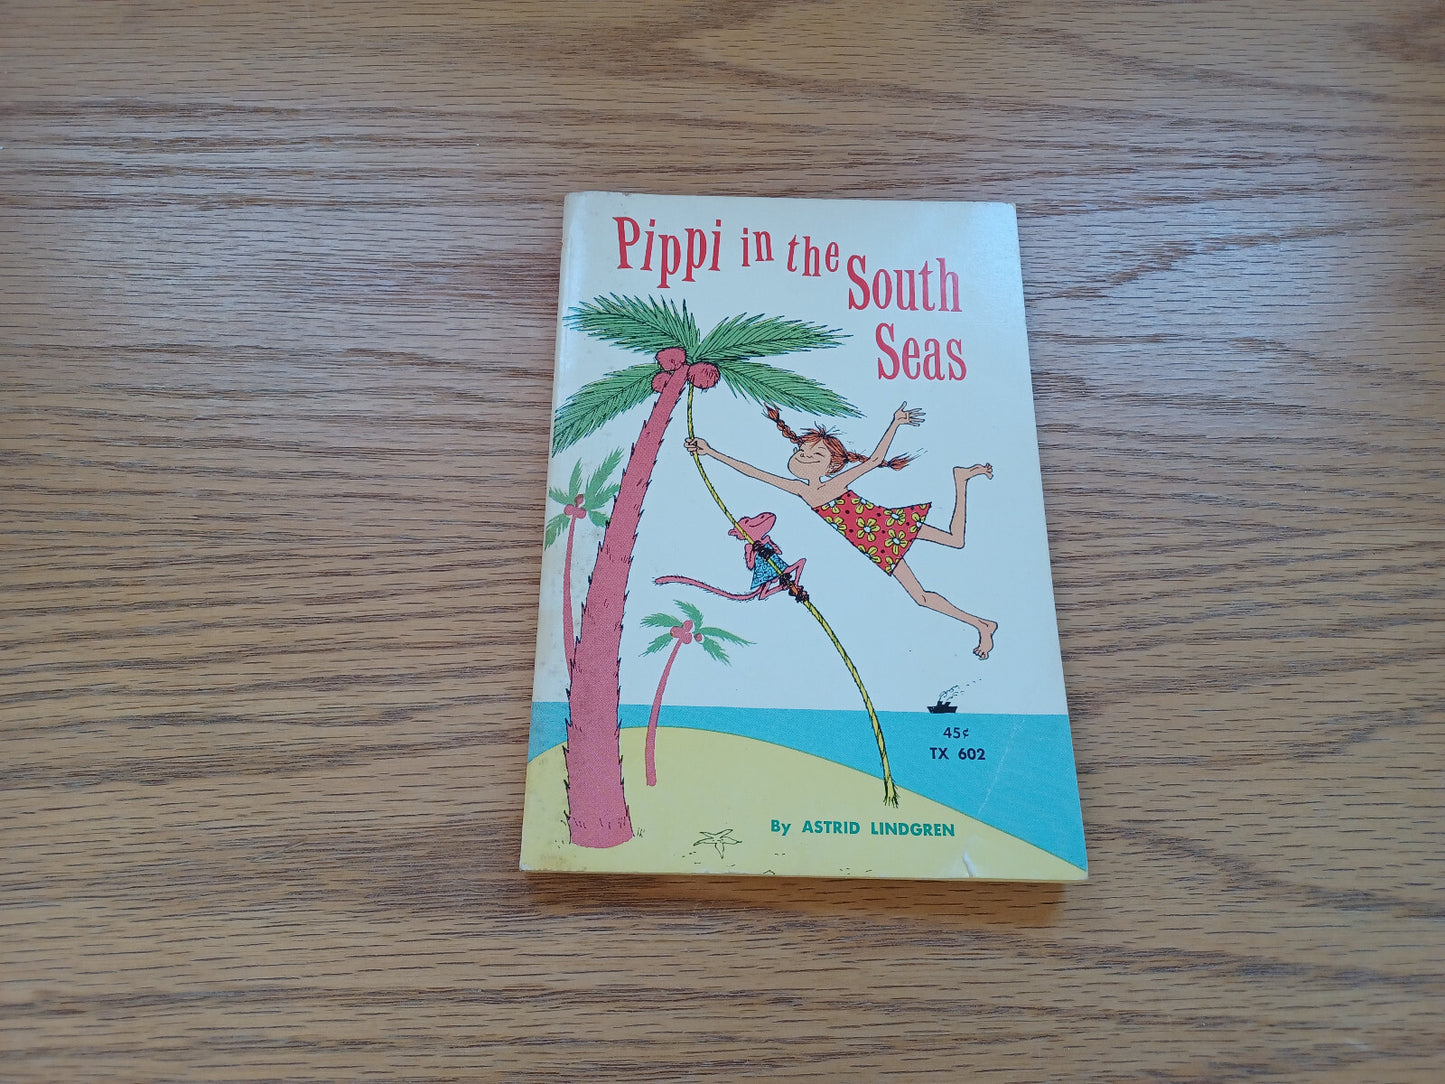 Pippi in the
South
Seas
45¢
TX 602
By ASTRID LINDGREN